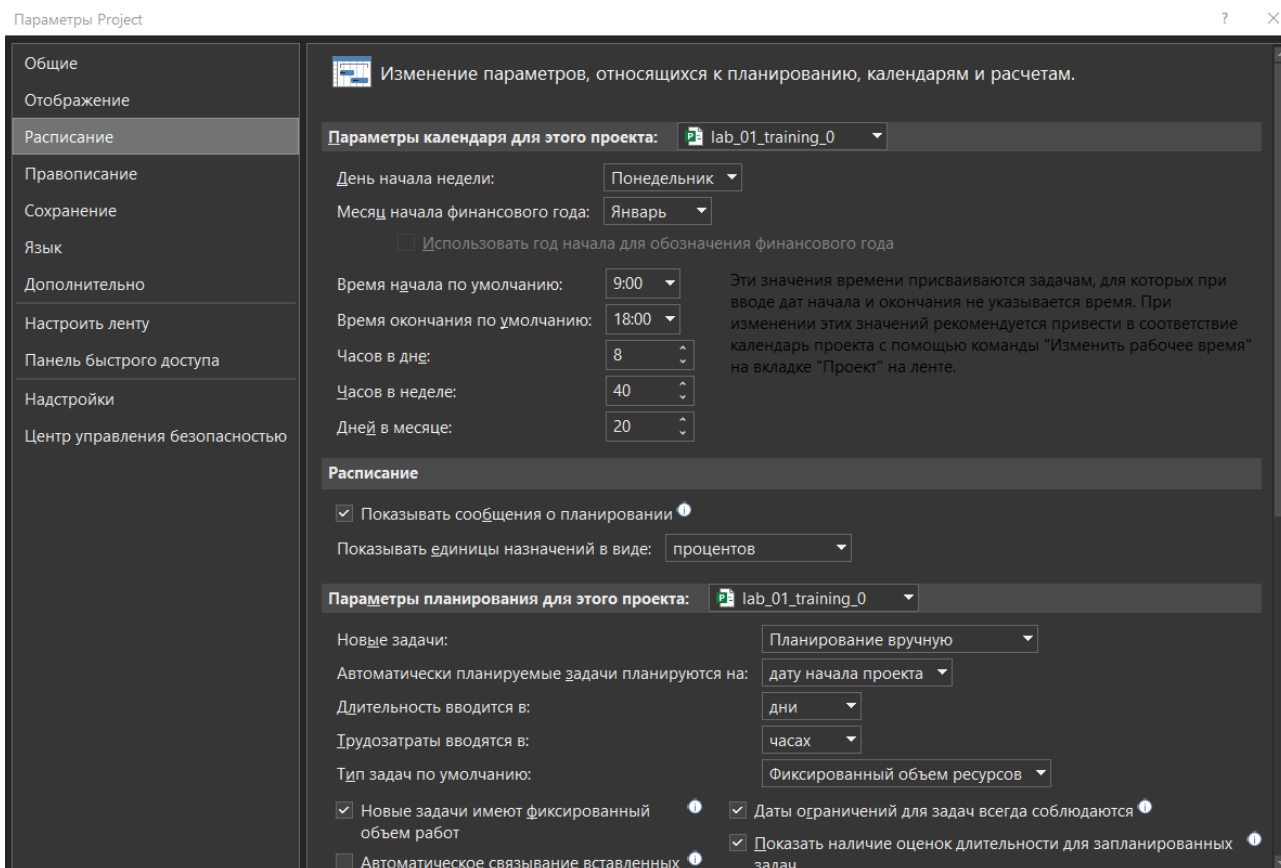 Параметры Project
?
Общие
Отображение
Расписание
Правописание
Сохранение
Язык
Дополнительно
Настроить ленту
Панель быстрого доступа
Надстройки
Центр управления безопасностью
Изменение параметров, относящихся к планированию, календарям и расчетам.
Параметры календаря для этого проекта: lab_01_training_0
День начала недели: Понедельник
Месяц начала финансового года: Январь
Использовать год начала для обозначения финансового года
Время начала по умолчанию: 9:00
Время окончания по умолчанию: 18:00
Часов в дне: 8
Часов в неделе: 40
Дней в месяце: 20
Эти значения времени присваиваются задачам, для которых при
вводе дат начала и окончания не указывается время. При
изменении этих значений рекомендуется привести в соответствие
календарь проекта с помощью команды "Изменить рабочее время"
на вкладке "Проект" на ленте.
Расписание
Показывать сообщения о планировании
Показывать единицы назначений в виде: процентов
Параметры планирования для этого проекта: lab_01_training_0
Новые задачи: Планирование вручную
Автоматически планируемые задачи планируются на: дату начала проекта
Длительность вводится в: дни
Трудозатраты вводятся в: часах
Тип задач по умолчанию: Фиксированный объем ресурсов
Новые задачи имеют фиксированный
объем работ
Автоматическое связывание вставленных
Даты ограничений для задач всегда соблюдаются
Показать наличие оценок длительности для запланированных
задач